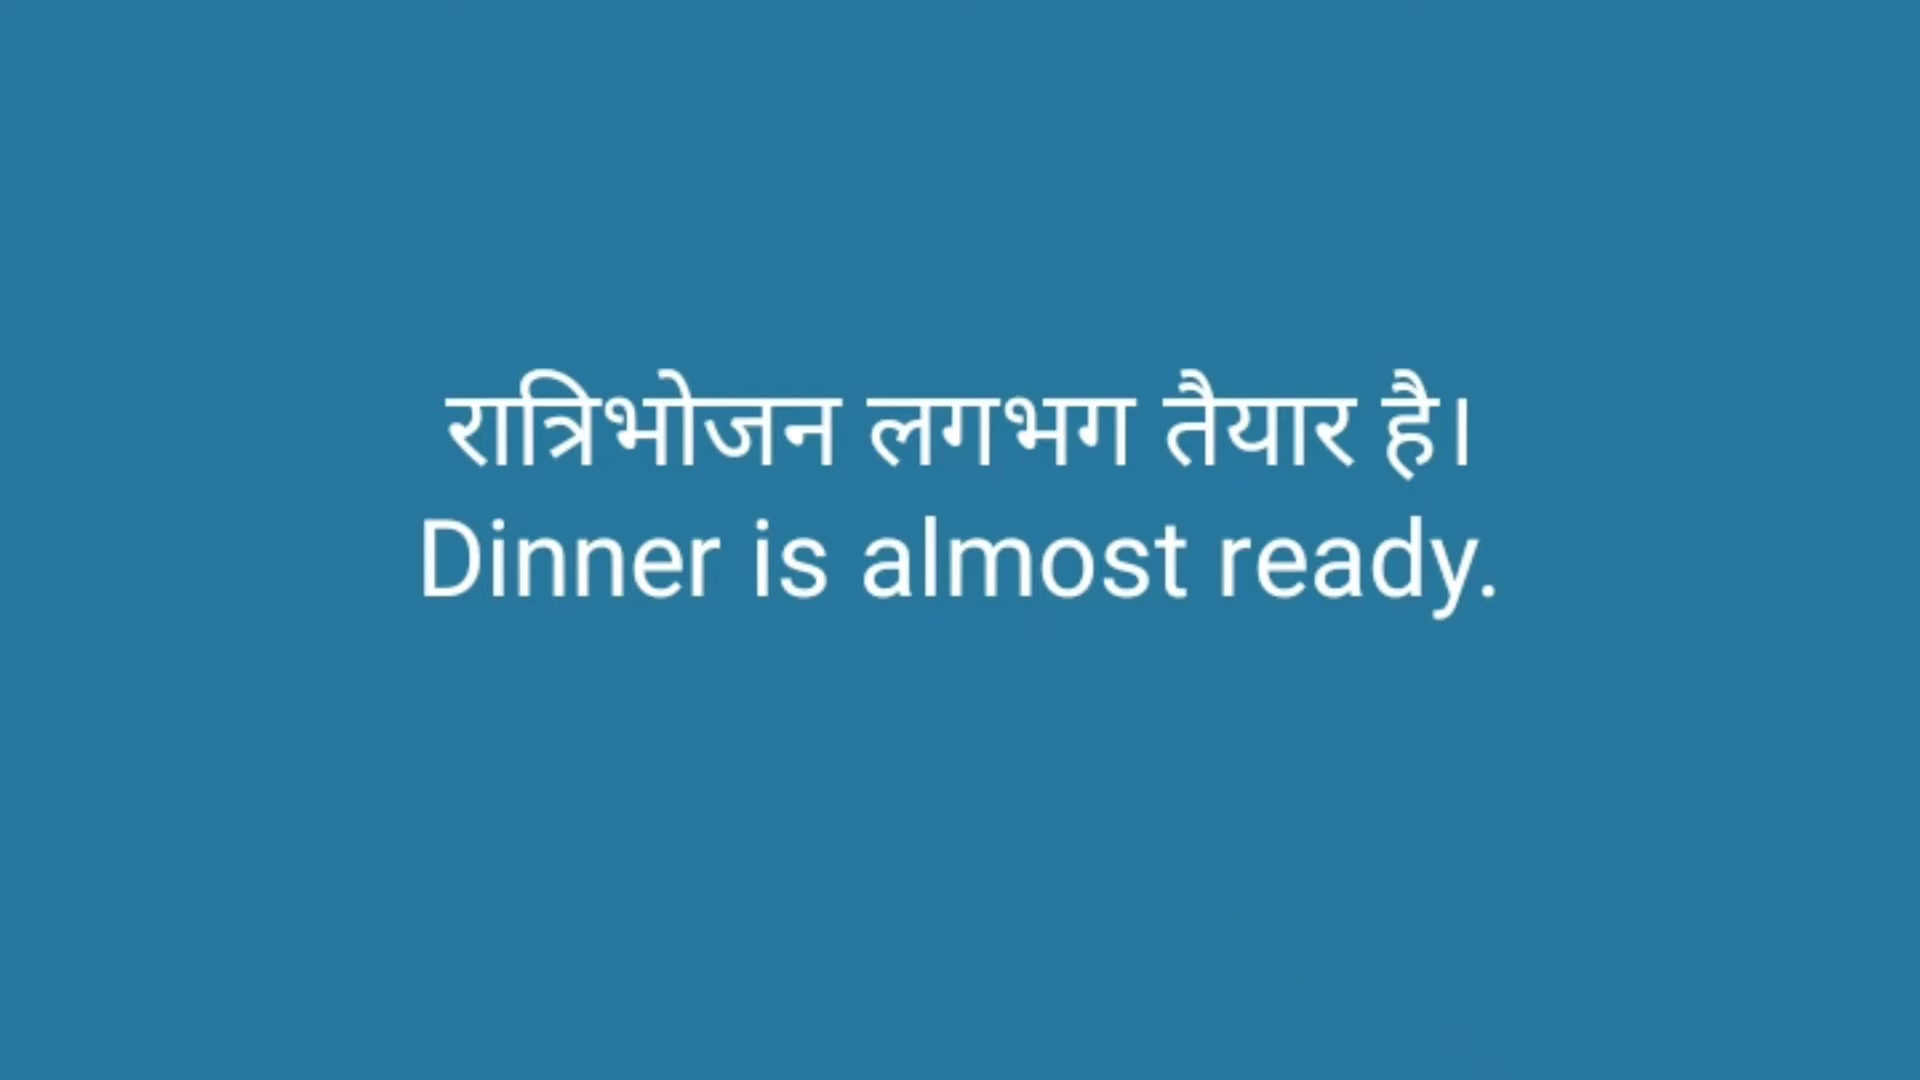 रात्रिभोजन लगभग तैयार है।
Dinner is almost ready.